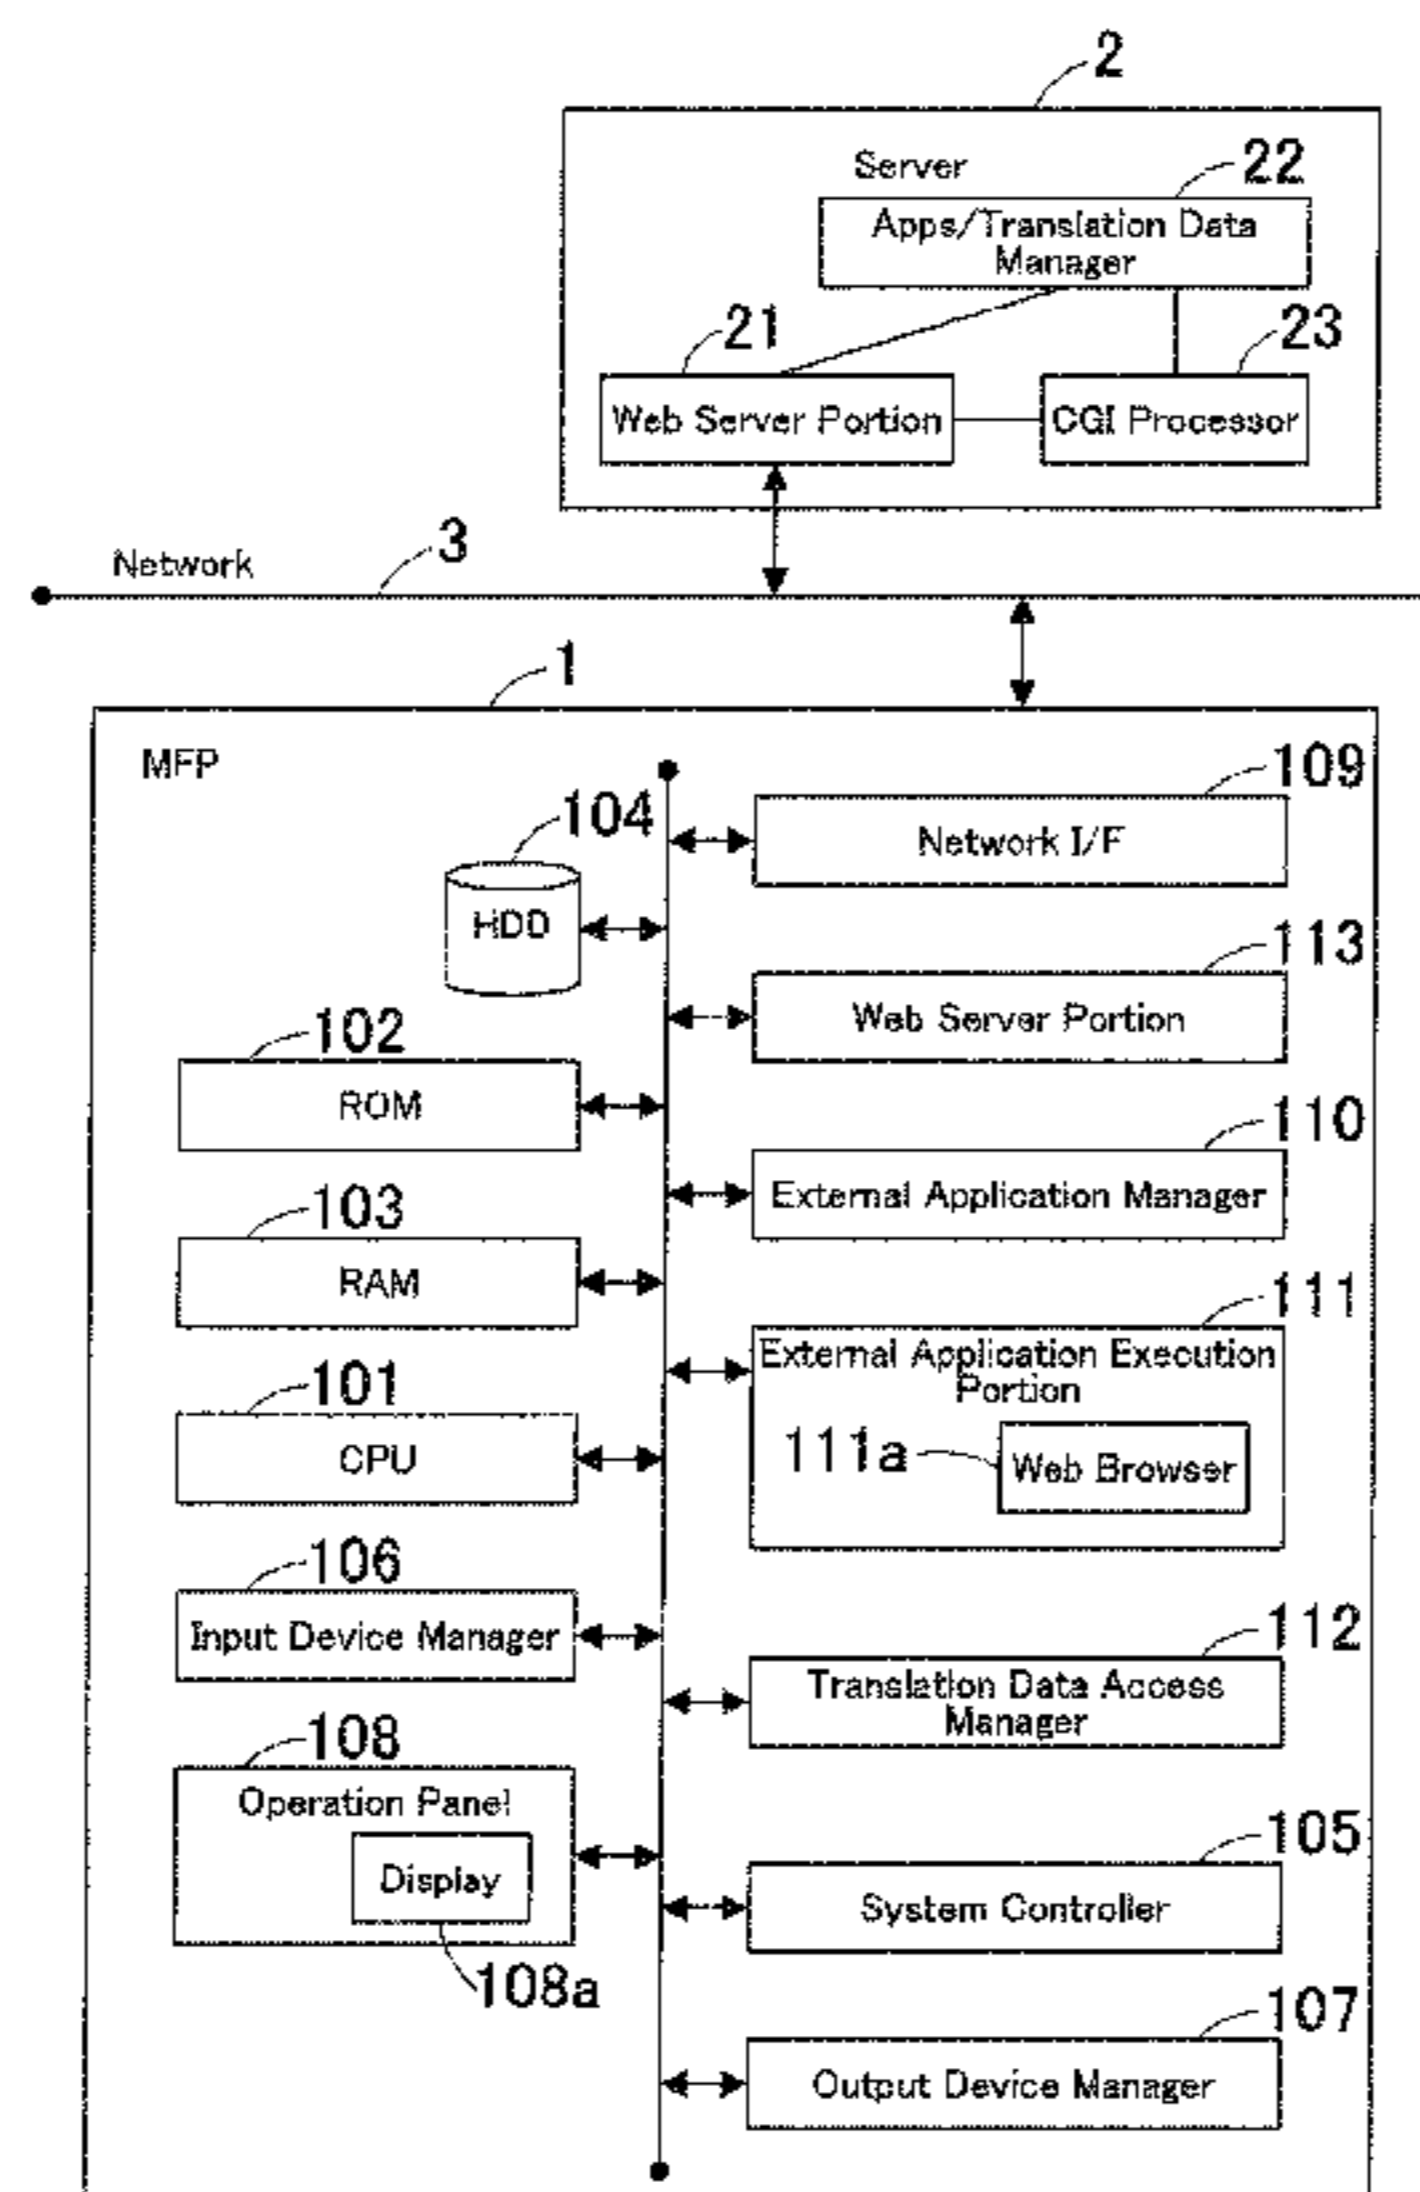 2
Server
22
Apps/Translation Data
Manager
21
23
Web Server Portion
CGI Processor
Network
3
1
MFP
109
Network I/F
104
HDD
113
Web Server Portion
102
ROM
110
External Application Manager
103
RAM
111
External Application Execution
Portion
111a
Web Browser
101
CPU
106
Input Device Manager
112
Translation Data Access
Manager
108
Operation Panel
Display
108a
105
System Controller
107
Output Device Manager